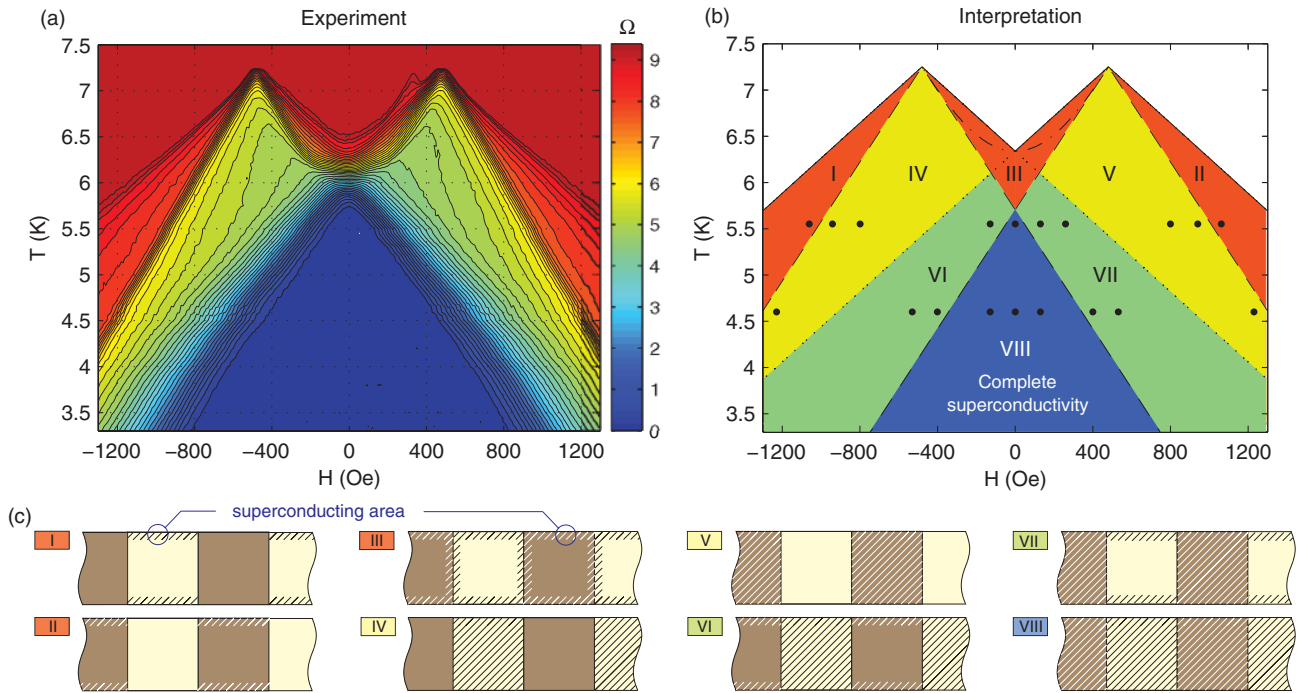 (a)
Experiment
Ω
7.5
7
6.5
6
5.5
5
4.5
4
3.5
T (K)
−1200
−800
−400
0
400
800
1200
H (Oe)
9
8
7
6
5
4
3
2
1
0
(b)
Interpretation
7.5
7
6.5
6
5.5
5
4.5
4
3.5
T (K)
I
IV
III
V
II
VI
VII
VIII
Complete
superconductivity
−1200
−800
−400
0
400
800
1200
H (Oe)
(c)
superconducting area
I
III
V
VII
II
IV
VI
VIII